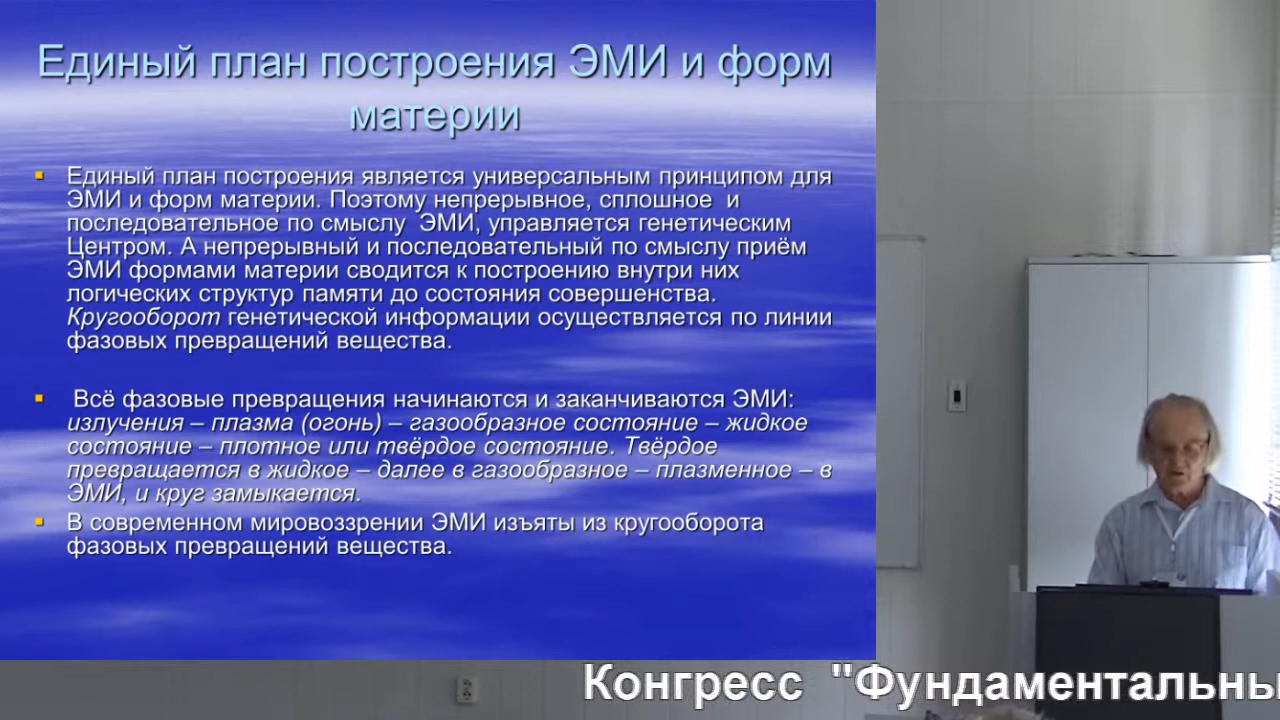 Единый план построения ЭМИ и форм
материи
Единый план построения является универсальным принципом для
ЭМИ и форм материи. Поэтому непрерывное, сплошное  и
последовательное по смыслу  ЭМИ, управляется генетическим
Центром. А непрерывный и последовательный по смыслу приём
ЭМИ формами материи сводится к построению внутри них
логических структур памяти до состояния совершенства.
Кругооборот генетической информации осуществляется по линии
фазовых превращений вещества.
Всё фазовые превращения начинаются и заканчиваются ЭМИ:
излучения – плазма (огонь) – газообразное состояние – жидкое
состояние – плотное или твёрдое состояние. Твёрдое
превращается в жидкое – далее в газообразное – плазменное – в
ЭМИ, и круг замыкается.
В современном мировоззрении ЭМИ изъяты из кругооборота
фазовых превращений вещества.
Конгресс  "Фундаментальны